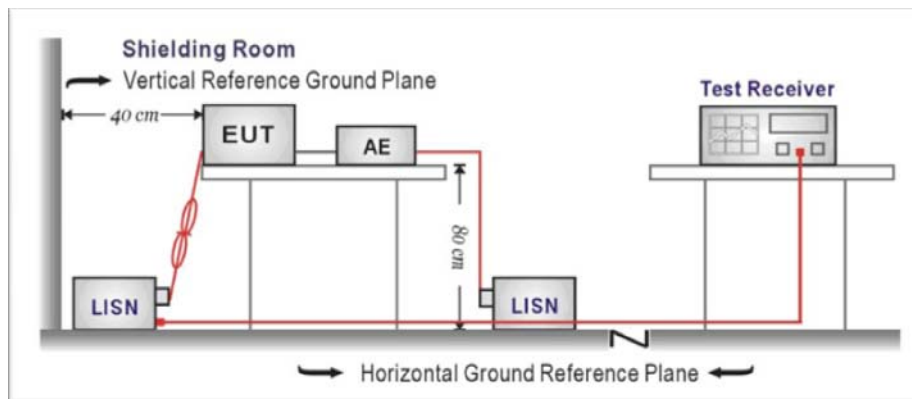 Shielding Room
Vertical Reference Ground Plane
Test Receiver
40 cm
EUT
AE
80 cm
LISN
LISN
Horizontal Ground Reference Plane